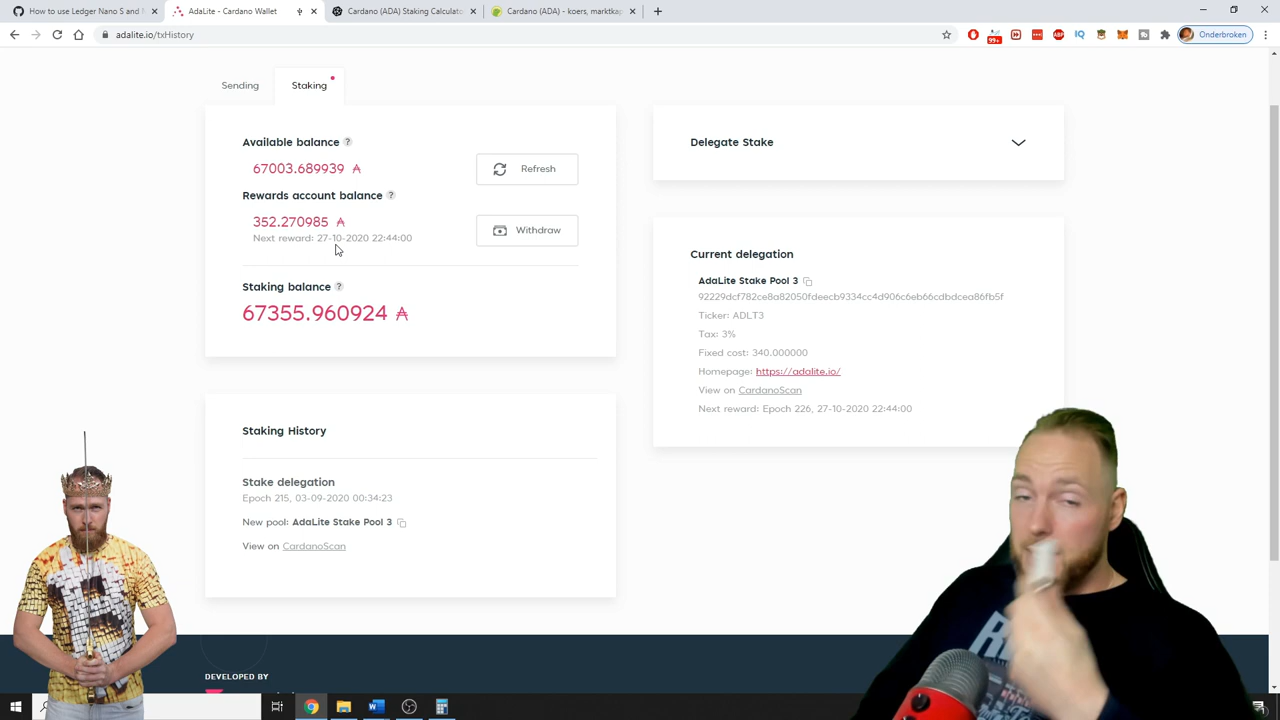 How to use Ledger Nano S and N
AdaLite - Cardano Wallet
Cardano (ADA) Staking Calculato
Cardano (ADA) - koers, marktkap
adalite.io/txHistory
99+
ABP
IQ
Onderbroken
Sending
Staking
Available balance ?
67003.689939 ₳
Refresh
Rewards account balance ?
352.270985 ₳
Next reward: 27-10-2020 22:44:00
Withdraw
Staking balance ?
67355.960924 ₳
Delegate Stake
Current delegation
AdaLite Stake Pool 3
92229dcf782ce8a82050fdeecb9334cc4d906c6eb66cdbdcea86fb5f
Ticker: ADLT3
Tax: 3%
Fixed cost: 340.000000
Homepage: https://adalite.io/
View on CardanoScan
Next reward: Epoch 226, 27-10-2020 22:44:00
Staking History
Stake delegation
Epoch 215, 03-09-2020 00:34:23
New pool: AdaLite Stake Pool 3
View on CardanoScan
DEVELOPED BY